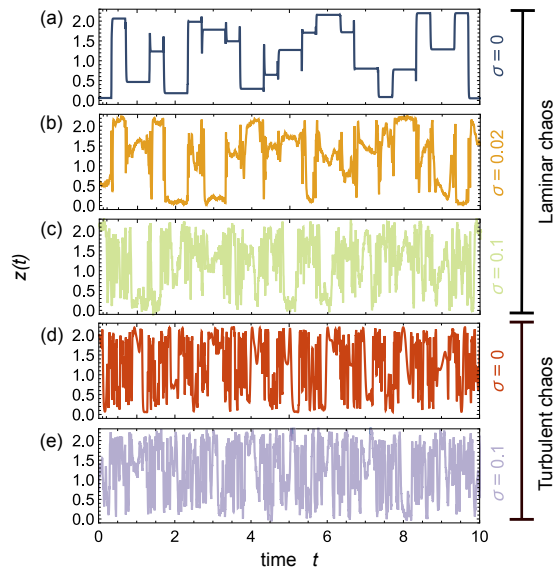 (a)
2.0
1.5
1.0
0.5
0.0
σ = 0
(b)
2.0
1.5
1.0
0.5
0.0
σ = 0.02
(c)
2.0
1.5
1.0
0.5
0.0
σ = 0.1
Laminar chaos
z(t)
(d)
2.0
1.5
1.0
0.5
0.0
σ = 0
(e)
2.0
1.5
1.0
0.5
0.0
σ = 0.1
Turbulent chaos
0 2 4 6 8 10
time t